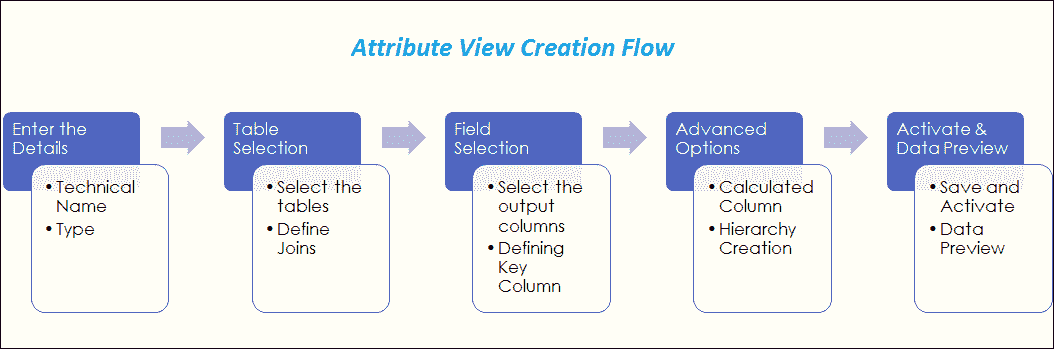 Attribute View Creation Flow
Enter the
Details
• Technical
Name
• Type
Table
Selection
• Select the
tables
• Define
Joins
Field
Selection
• Select the
output
columns
• Defining
Key
Column
Advanced
Options
• Calculated
Column
• Hierarchy
Creation
Activate &
Data Preview
• Save and
Activate
• Data
Preview